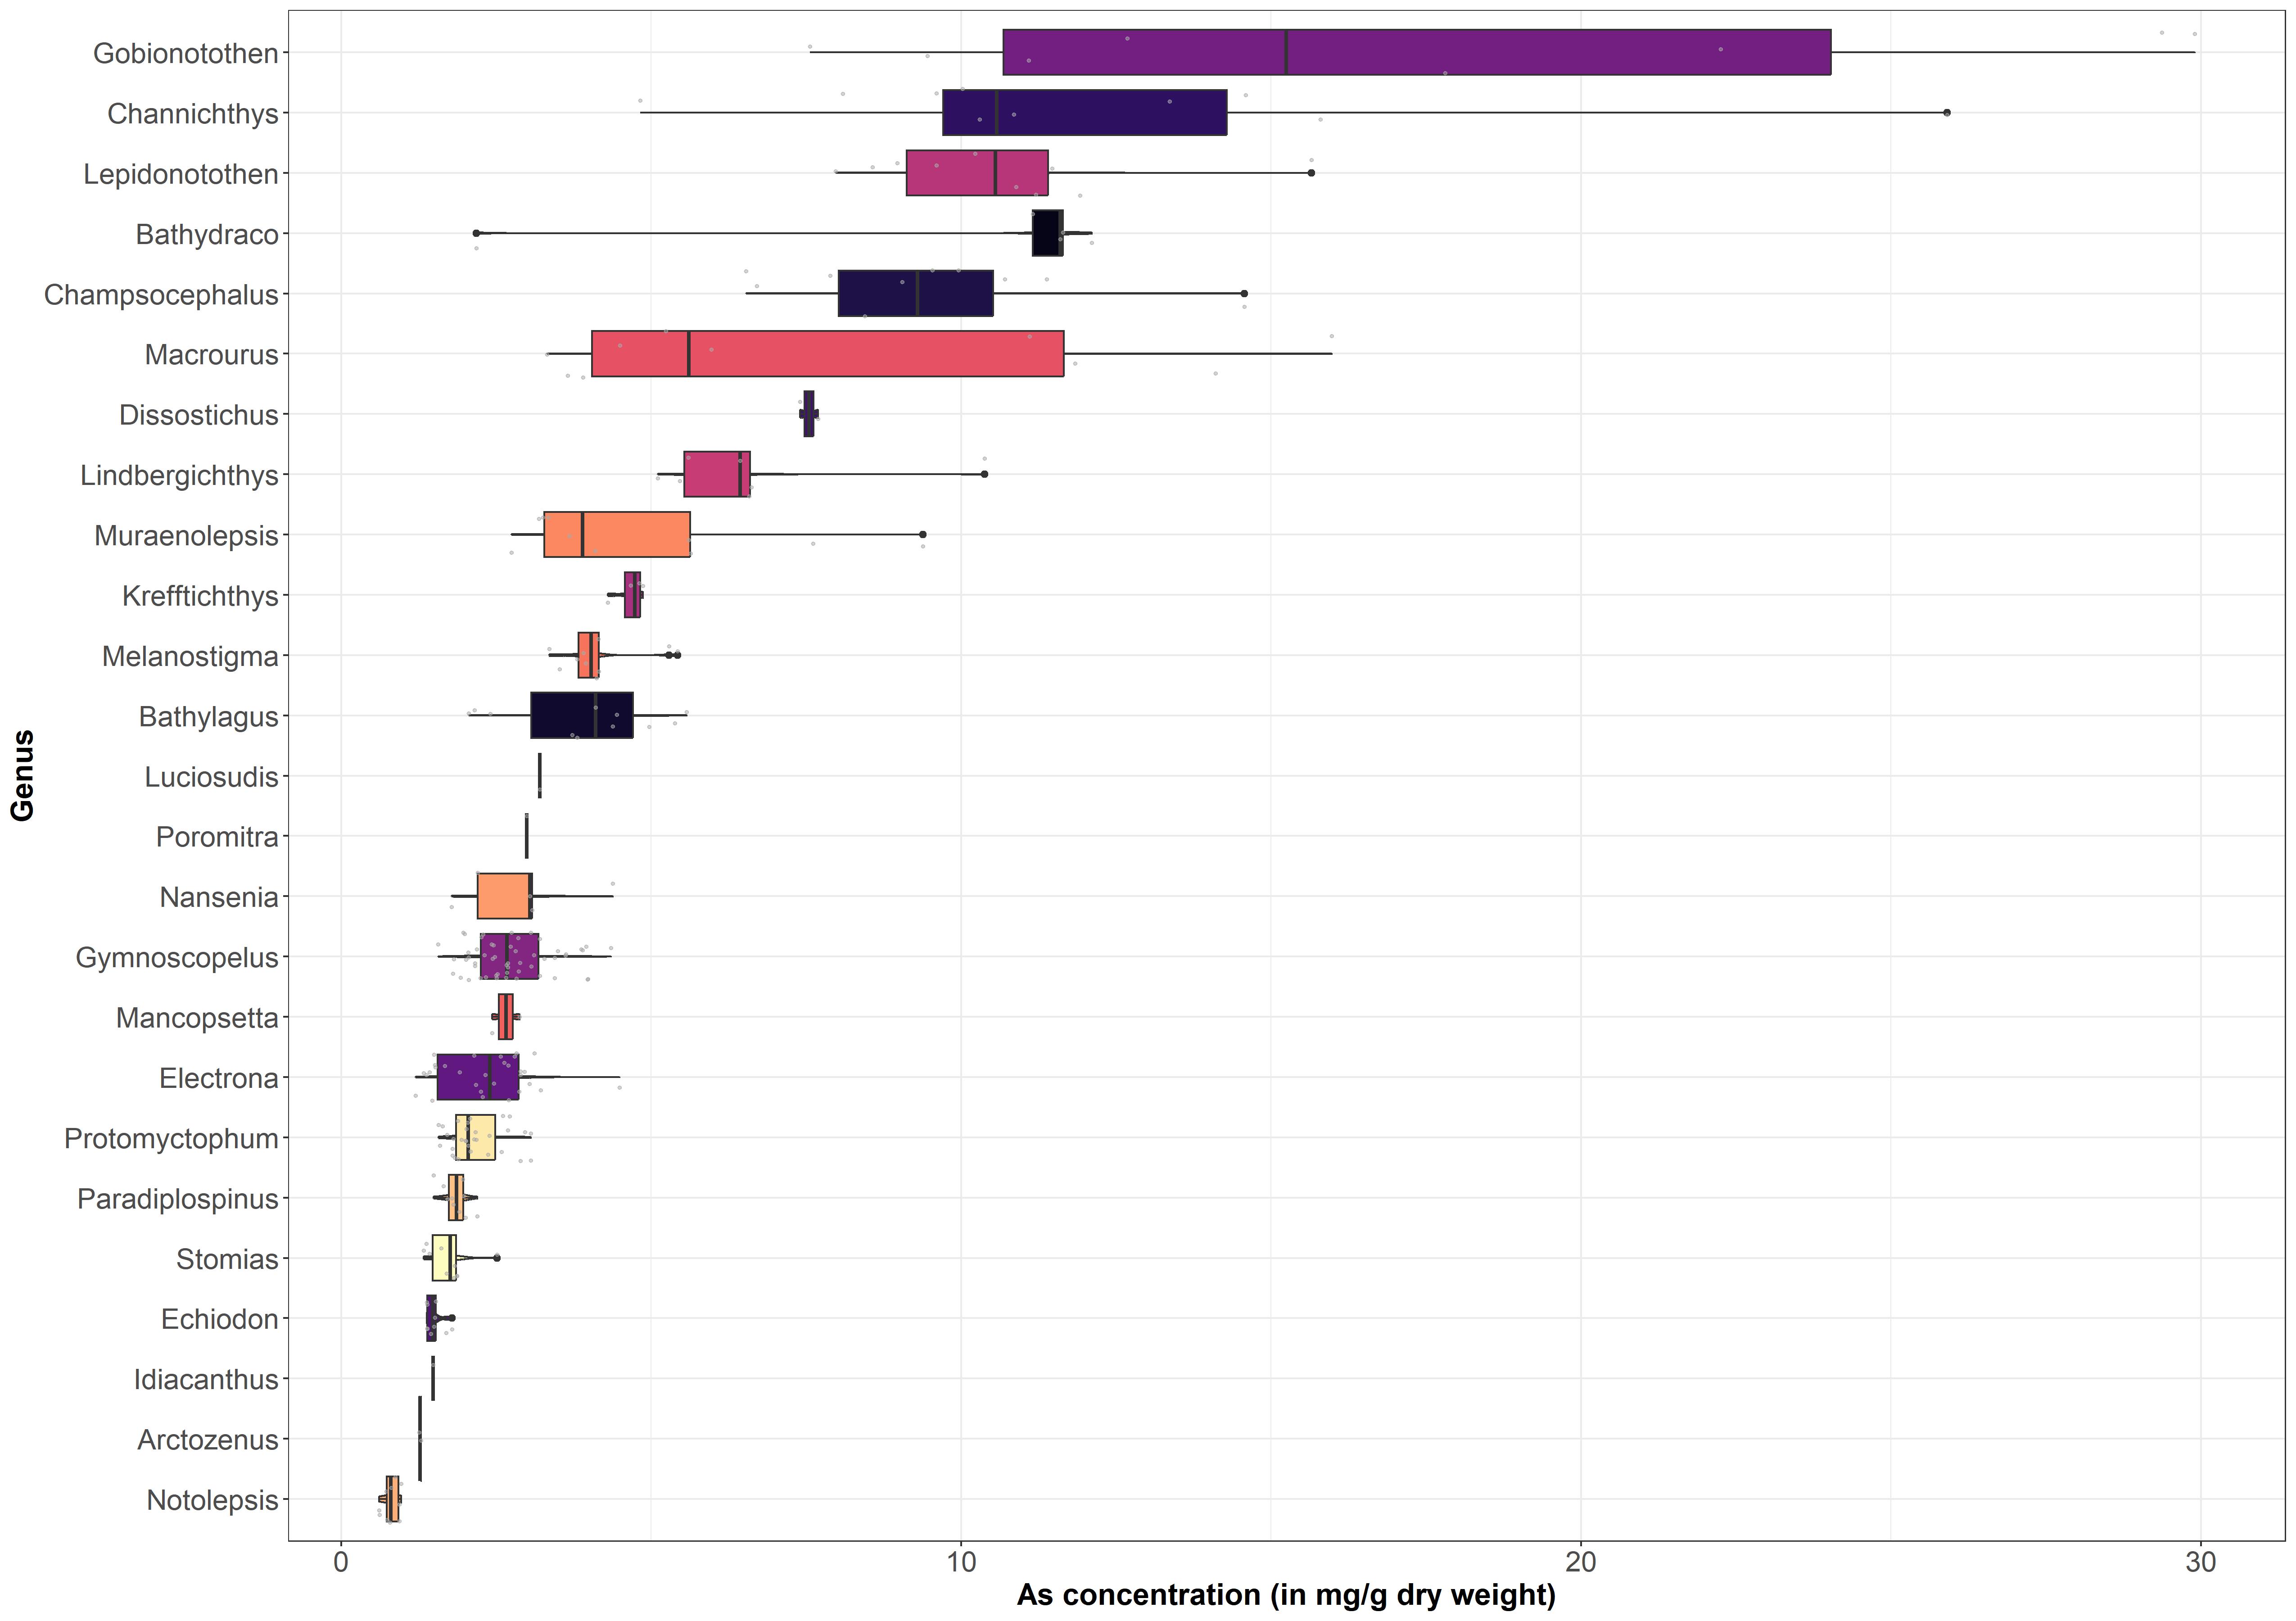 Gobionotothen
Channichthys
Lepidonotothen
Bathydraco
Champsocephalus
Macrourus
Dissostichus
Lindbergichthys
Muraenolepsis
Krefftichthys
Melanostigma
Bathylagus
Luciosudis
Poromitra
Nansenia
Gymnoscopelus
Mancopsetta
Electrona
Protomyctophum
Paradiplospinus
Stomias
Echiodon
Idiacanthus
Arctozenus
Notolepsis
Genus
0 10 20 30
As concentration (in mg/g dry weight)